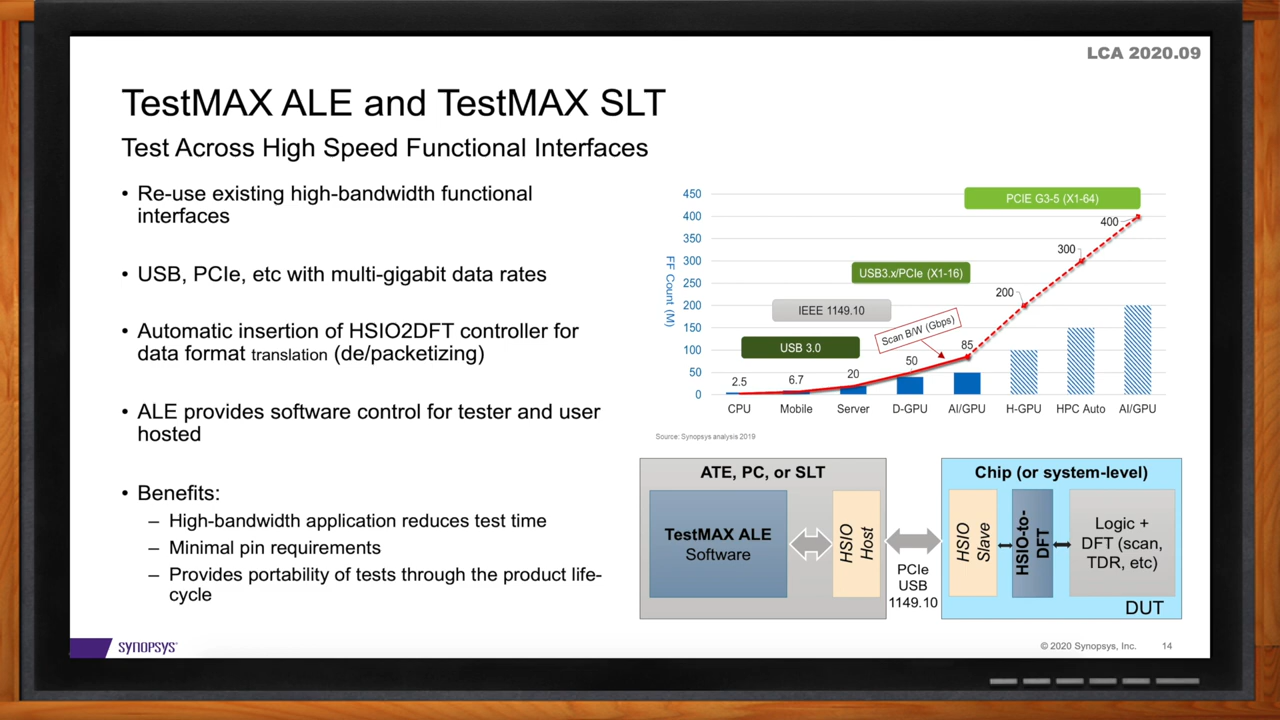 LCA 2020.09
TestMAX ALE and TestMAX SLT
Test Across High Speed Functional Interfaces
• Re-use existing high-bandwidth functional
interfaces
• USB, PCIe, etc with multi-gigabit data rates
• Automatic insertion of HSIO2DFT controller for
data format translation (de/packetizing)
• ALE provides software control for tester and user
hosted
• Benefits:
– High-bandwidth application reduces test time
– Minimal pin requirements
– Provides portability of tests through the product life-
cycle
FF Count (M)
450
400
350
300
250
200
150
100
50
0
PCIE G3-5 (X1-64)
USB3.x/PCIe (X1-16)
IEEE 1149.10
USB 3.0
Scan B/W (Gbps)
2.5
6.7
20
50
85
200
300
400
CPU
Mobile
Server
D-GPU
AI/GPU
H-GPU
HPC Auto
AI/GPU
Source: Synopsys analysis 2019
ATE, PC, or SLT
TestMAX ALE
Software
HSIO
Host
PCIe
USB
1149.10
Chip (or system-level)
HSIO
Slave
HSIO-to-
DFT
Logic +
DFT (scan,
TDR, etc)
DUT
SYNOPSYS®
© 2020 Synopsys, Inc.
14